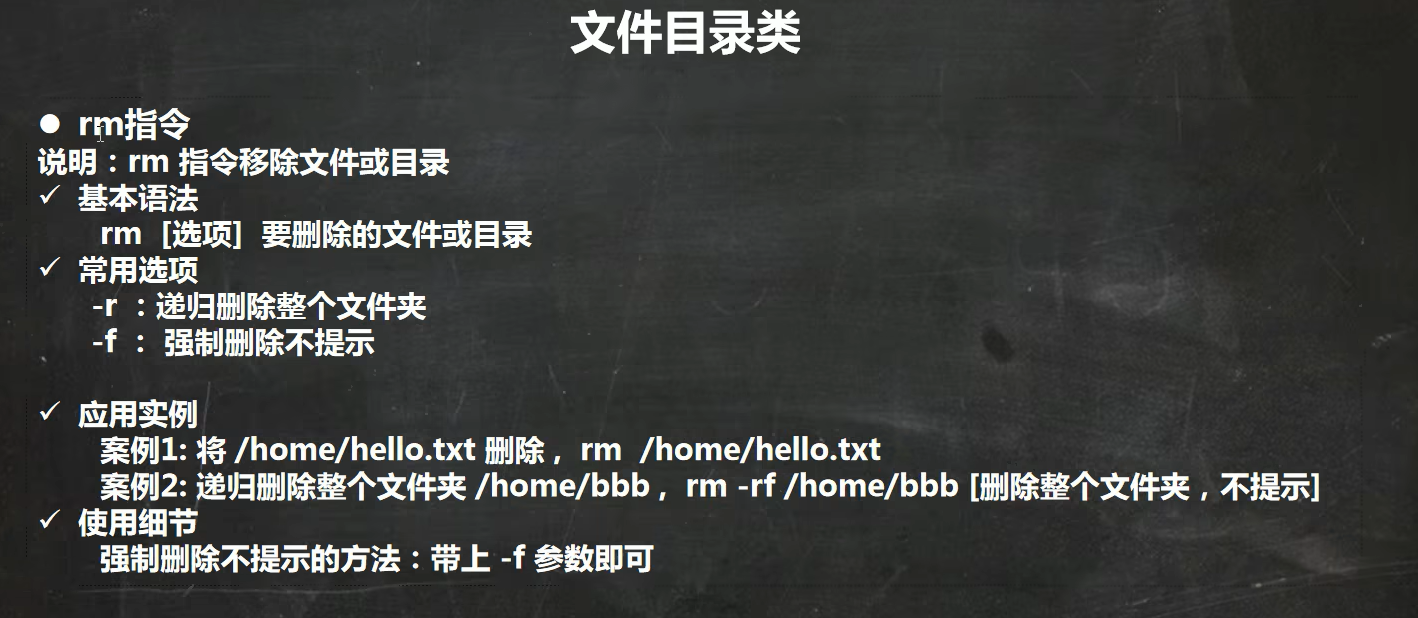 文件目录类
● rm指令
说明：rm 指令移除文件或目录
✓ 基本语法
rm [选项] 要删除的文件或目录
✓ 常用选项
-r ：递归删除整个文件夹
-f ： 强制删除不提示
✓ 应用实例
案例1: 将 /home/hello.txt 删除，rm /home/hello.txt
案例2: 递归删除整个文件夹 /home/bbb，rm -rf /home/bbb [删除整个文件夹，不提示]
✓ 使用细节
强制删除不提示的方法：带上 -f 参数即可